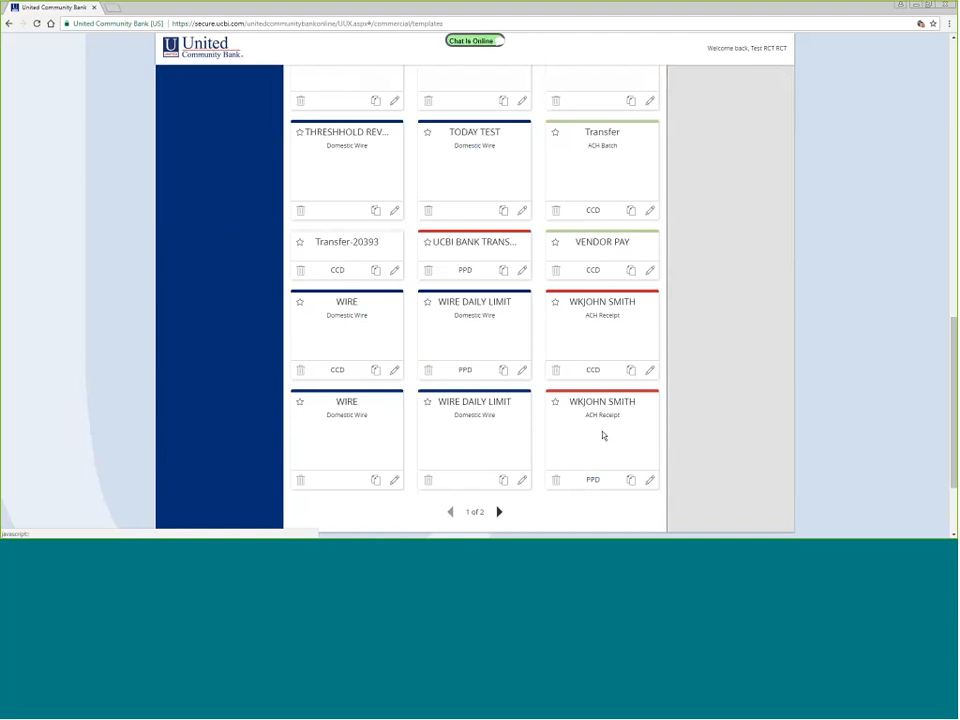 United Community Bank
United Community Bank [US]
https://secure.ucbi.com/unitedcommunitybankonline/UUX.aspx#/commercial/templates
U United
Community Bank.
Chat Is Online
Welcome back, Test RCT RCT
THRESHHOLD REV...
Domestic Wire
TODAY TEST
Domestic Wire
Transfer
ACH Batch
CCD
Transfer-20393
CCD
UCBI BANK TRANS...
PPD
VENDOR PAY
CCD
WIRE
Domestic Wire
CCD
WIRE DAILY LIMIT
Domestic Wire
PPD
WKJOHN SMITH
ACH Receipt
CCD
WIRE
Domestic Wire
WIRE DAILY LIMIT
Domestic Wire
WKJOHN SMITH
ACH Receipt
PPD
1 of 2
javascript: